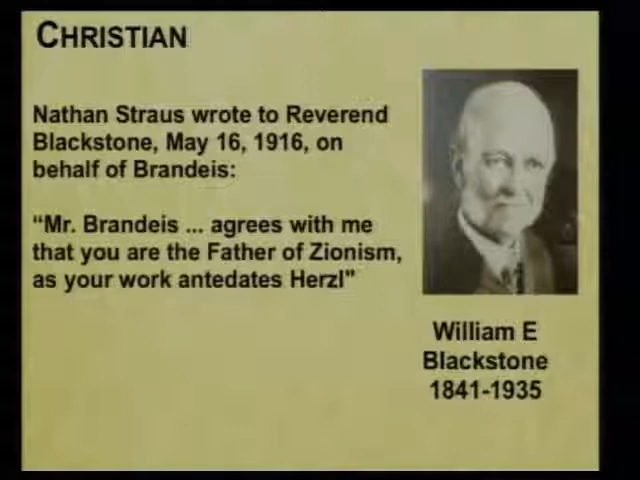 CHRISTIAN
Nathan Straus wrote to Reverend
Blackstone, May 16, 1916, on
behalf of Brandeis:
“Mr. Brandeis ... agrees with me
that you are the Father of Zionism,
as your work antedates Herzl"
William E
Blackstone
1841-1935